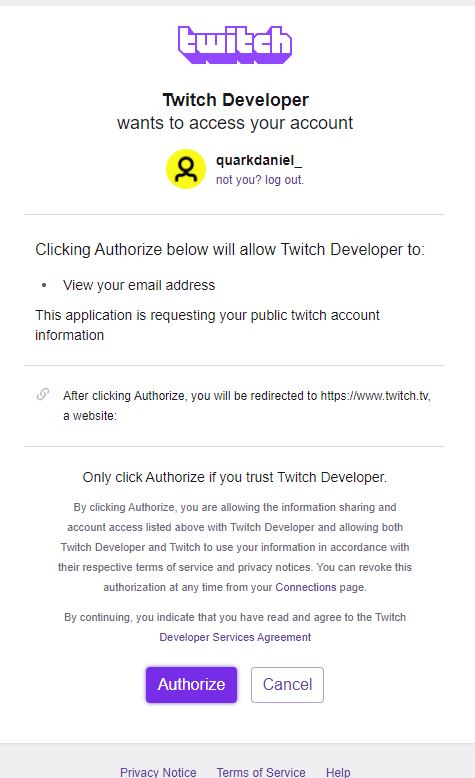 twitch
Twitch Developer
wants to access your account
quarkdaniel_
not you? log out.
Clicking Authorize below will allow Twitch Developer to:
• View your email address
This application is requesting your public twitch account
information
After clicking Authorize, you will be redirected to https://www.twitch.tv,
a website:
Only click Authorize if you trust Twitch Developer.
By clicking Authorize, you are allowing the information sharing and
account access listed above with Twitch Developer and allowing both
Twitch Developer and Twitch to use your information in accordance with
their respective terms of service and privacy notices. You can revoke this
authorization at any time from your Connections page.
By continuing, you indicate that you have read and agree to the Twitch
Developer Services Agreement
Authorize Cancel
Privacy Notice Terms of Service Help